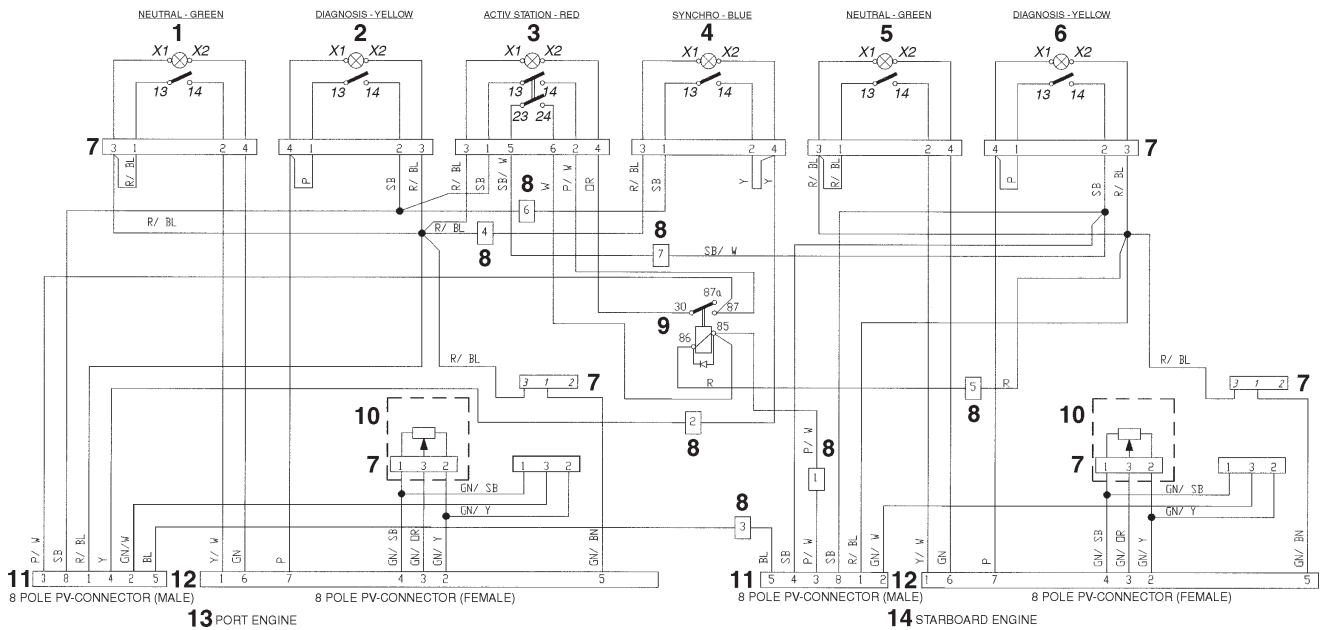 NEUTRAL - GREEN DIAGNOSIS - YELLOW ACTIV STATION - RED SYNCHRO - BLUE NEUTRAL - GREEN DIAGNOSIS - YELLOW
1 2 3 4 5 6
X1 X2 X1 X2 X1 X2 X1 X2 X1 X2 X1 X2
13 14 13 14 13 14 13 14 13 14 13 14
23 24
7 3 1 2 4 4 1 2 3 3 1 5 6 2 4 3 1 2 4 3 1 2 4 4 1 2 3 7
R/ BL P SB R/ BL R/ BL SB SB/ W W P/ W OR R/ BL SB Y Y R/ BL R/ BL P SB R/ BL
8
6
R/ BL R/ BL 4 8
8
7 SB/ W
87a
30 87
9
86 85
R/ BL R/ BL
3 1 2 7 R 5 R 3 1 2 7
8
10 2 10
8
P/ W 8
7 1 3 2 1 3 2 1 7 1 3 2 1 3 2
GN/ SB GN/ SB
GN/ Y GN/ Y
8
3
P/ W SB R/ BL Y GN/W BL Y/ W GN P GN/ SB GN/ OR GN/ Y GN/ BN BL SB P/ W SB R/ BL GN/ W Y/ W GN P GN/ SB GN/ OR GN/ Y GN/ BN
11 3 8 1 4 2 5 12 1 6 7 4 3 2 5 11 5 4 3 8 1 2 12 1 6 7 4 3 2 5
8 POLE PV-CONNECTOR (MALE) 8 POLE PV-CONNECTOR (FEMALE) 8 POLE PV-CONNECTOR (MALE) 8 POLE PV-CONNECTOR (FEMALE)
13 PORT ENGINE 14 STARBOARD ENGINE